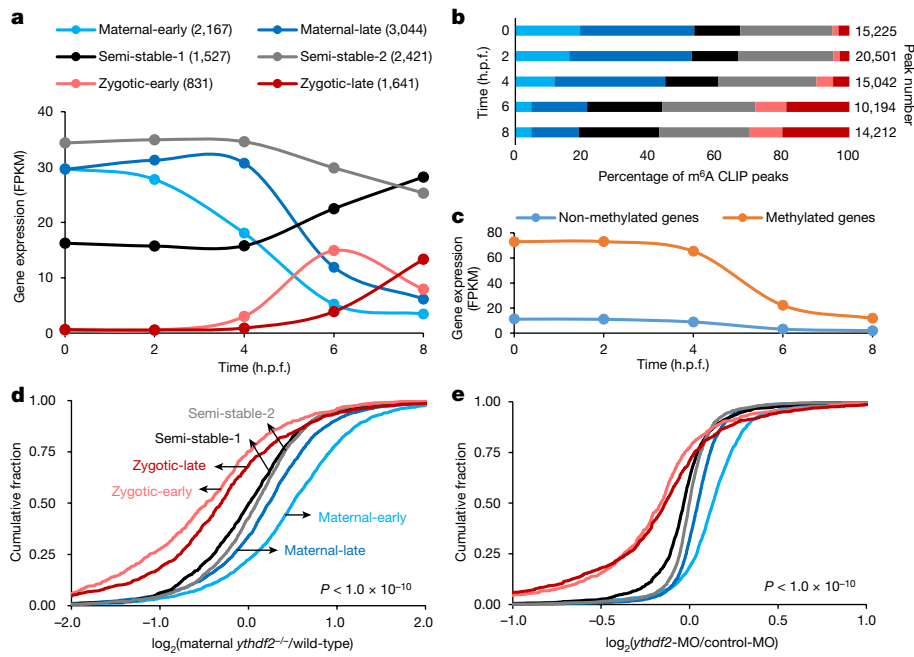 a
Maternal-early (2,167)
Maternal-late (3,044)
Semi-stable-1 (1,527)
Semi-stable-2 (2,421)
Zygotic-early (831)
Zygotic-late (1,641)
Gene expression (FPKM)
40
30
20
10
0
0 2 4 6 8
Time (h.p.f.)
b
Time (h.p.f.)
0 15,225
2 20,501
4 15,042
6 10,194
8 14,212
Peak number
0 20 40 60 80 100
Percentage of m⁶A CLIP peaks
c
Non-methylated genes
Methylated genes
Gene expression
(FPKM)
80
60
40
20
0
0 2 4 6 8
Time (h.p.f.)
d
Cumulative fraction
1.00
0.75
0.50
0.25
0.00
Semi-stable-2
Semi-stable-1
Zygotic-late
Zygotic-early
Maternal-early
Maternal-late
P < 1.0 × 10⁻¹⁰
-2.0 -1.0 0.0 1.0 2.0
log₂(maternal ythdf2⁻/⁻/wild-type)
e
Cumulative fraction
1.00
0.75
0.50
0.25
0.00
P < 1.0 × 10⁻¹⁰
-1.0 -0.5 0.0 0.5 1.0
log₂(ythdf2-MO/control-MO)